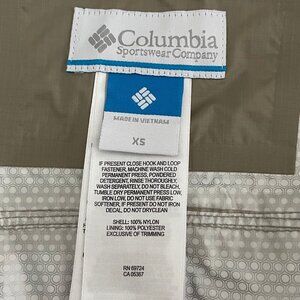 Columbia
Sportswear Company
MADE IN VIETNAM
XS
IF PRESENT CLOSE HOOK AND LOOP
FASTENER, MACHINE WASH COLD
PERMANENT PRESS, POWDERED
DETERGENT, RINSE THOROUGHLY,
WASH SEPARATELY, DO NOT BLEACH,
TUMBLE DRY PERMANENT PRESS LOW,
IRON LOW, DO NOT USE FABRIC
SOFTENER, IF PRESENT DO NOT IRON
DECAL, DO NOT DRYCLEAN
SHELL: 100% NYLON
LINING: 100% POLYESTER
EXCLUSIVE OF TRIMMING
RN 69724
CA 05367